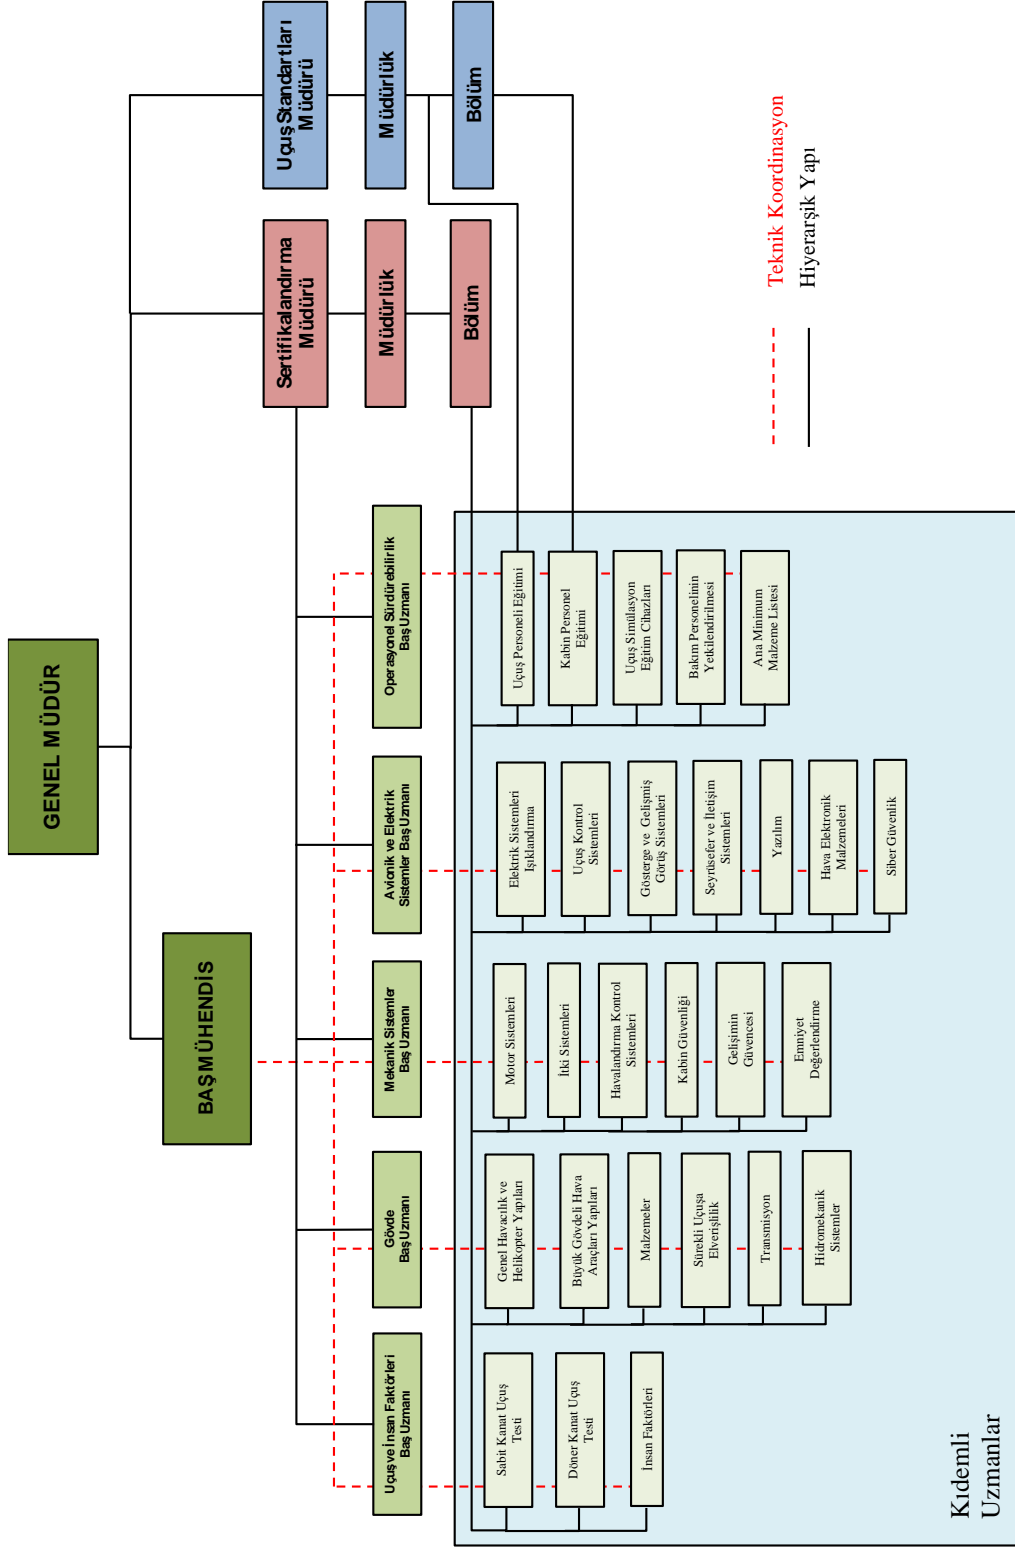 GENEL MÜDÜR
BAŞMÜHENDİS
Sertifikalandırma
Müdürü
Müdürlük
Bölüm
Uçuş Standartları
Müdürü
Müdürlük
Bölüm
Uçuş ve İnsan Faktörleri
Baş Uzmanı
Gövde
Baş Uzmanı
Mekanik Sistemler
Baş Uzmanı
Avionik ve Elektrik
Sistemler Baş Uzmanı
Operasyonel Sürdürebilirlik
Baş Uzmanı
Sabit Kanat Uçuş
Testi
Döner Kanat Uçuş
Testi
İnsan Faktörleri
Genel Havacılık ve
Helikopter Yapıları
Büyük Gövdeli Hava
Araçları Yapıları
Malzemeler
Sürekli Uçuşa
Elverişlilik
Transmisyon
Hidromekanik
Sistemler
Motor Sistemleri
İtki Sistemleri
Havalandırma Kontrol
Sistemleri
Kabin Güvenliği
Gelişimin
Güvencesi
Emniyet
Değerlendirme
Elektrik Sistemleri
Işıklandırma
Uçuş Kontrol
Sistemleri
Gösterge ve Gelişmiş
Görüş Sistemleri
Seyrüsefer ve İletişim
Sistemleri
Yazılım
Hava Elektronik
Malzemeleri
Siber Güvenlik
Uçuş Personeli Eğitimi
Kabin Personel
Eğitimi
Uçuş Simülasyon
Eğitim Cihazları
Bakım Personelinin
Yetkilendirilmesi
Ana Minimum
Malzeme Listesi
Kıdemli
Uzmanlar
Teknik Koordinasyon
Hiyerarşik Yapı